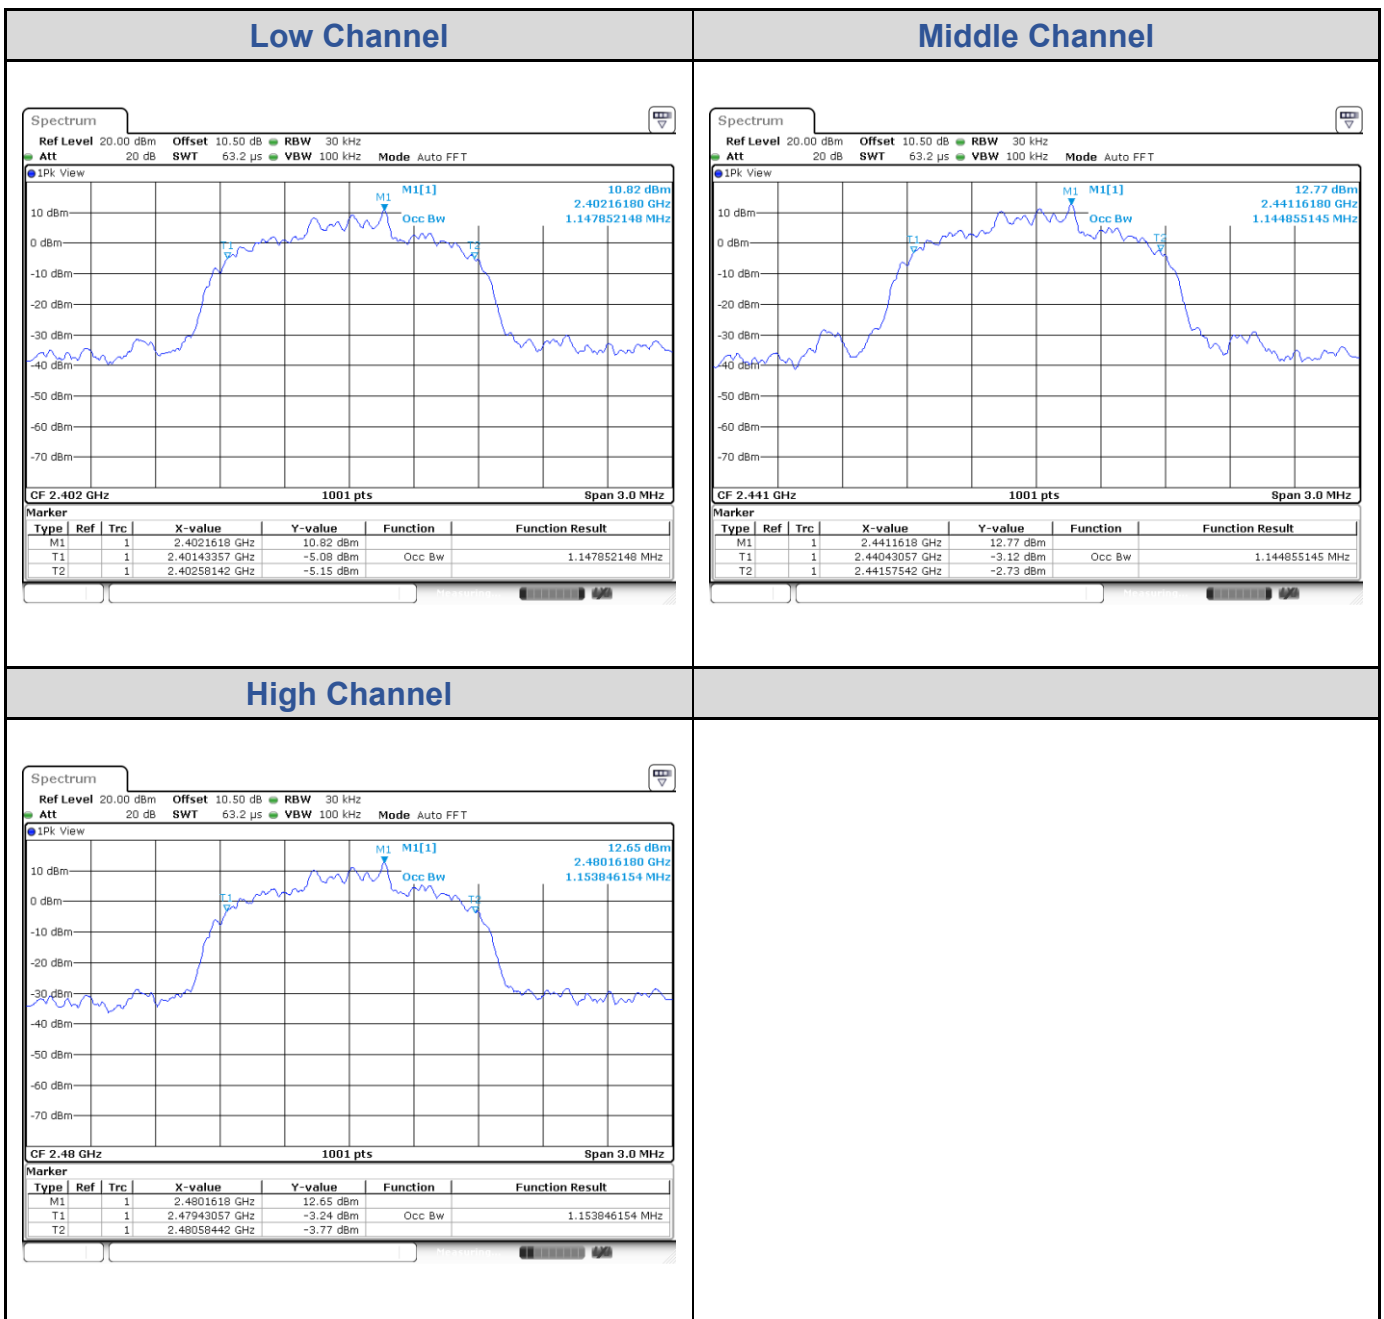 Low Channel
Middle Channel
Spectrum
Ref Level 20.00 dBm Offset 10.50 dB RBW 30 kHz
Att 20 dB SWT 63.2 µs VBW 100 kHz Mode Auto FFT
1Pk View
M1[1] 10.82 dBm
2.40216180 GHz
Occ Bw 1.147852148 MHz
M1
T1
T2
10 dBm
0 dBm
-10 dBm
-20 dBm
-30 dBm
-40 dBm
-50 dBm
-60 dBm
-70 dBm
CF 2.402 GHz 1001 pts Span 3.0 MHz
Marker
Type Ref Trc X-value Y-value Function Function Result
M1 1 2.4021618 GHz 10.82 dBm
T1 1 2.40143357 GHz -5.08 dBm Occ Bw 1.147852148 MHz
T2 1 2.40258142 GHz -5.15 dBm
Measuring...
Spectrum
Ref Level 20.00 dBm Offset 10.50 dB RBW 30 kHz
Att 20 dB SWT 63.2 µs VBW 100 kHz Mode Auto FFT
1Pk View
M1[1] 12.77 dBm
2.44116180 GHz
Occ Bw 1.144855145 MHz
M1
T1
T2
10 dBm
0 dBm
-10 dBm
-20 dBm
-30 dBm
-40 dBm
-50 dBm
-60 dBm
-70 dBm
CF 2.441 GHz 1001 pts Span 3.0 MHz
Marker
Type Ref Trc X-value Y-value Function Function Result
M1 1 2.4411618 GHz 12.77 dBm
T1 1 2.44043057 GHz -3.12 dBm Occ Bw 1.144855145 MHz
T2 1 2.44157542 GHz -2.73 dBm
Measuring...
High Channel
Spectrum
Ref Level 20.00 dBm Offset 10.50 dB RBW 30 kHz
Att 20 dB SWT 63.2 µs VBW 100 kHz Mode Auto FFT
1Pk View
M1[1] 12.65 dBm
2.48016180 GHz
Occ Bw 1.153846154 MHz
M1
T1
T2
10 dBm
0 dBm
-10 dBm
-20 dBm
-30 dBm
-40 dBm
-50 dBm
-60 dBm
-70 dBm
CF 2.48 GHz 1001 pts Span 3.0 MHz
Marker
Type Ref Trc X-value Y-value Function Function Result
M1 1 2.4801618 GHz 12.65 dBm
T1 1 2.47943057 GHz -3.24 dBm Occ Bw 1.153846154 MHz
T2 1 2.48058442 GHz -3.77 dBm
Measuring...